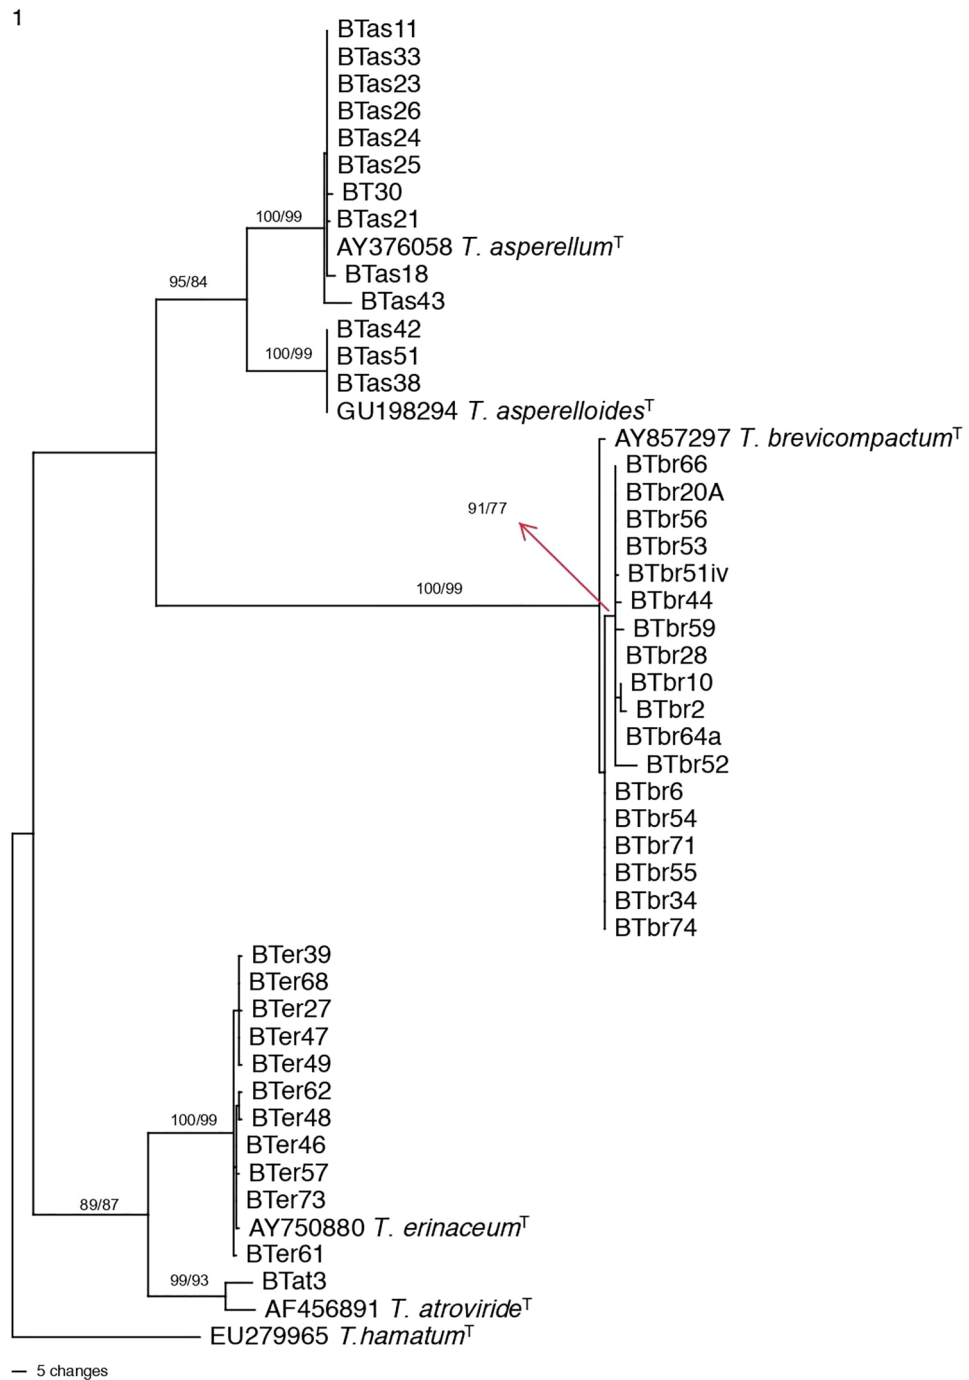 1
BTas11
BTas33
BTas23
BTas26
BTas24
BTas25
BT30
100/99
BTas21
AY376058 T. asperellumᵀ
BTas18
95/84
BTas43
BTas42
100/99
BTas51
BTas38
GU198294 T. asperelloidesᵀ
AY857297 T. brevicompactumᵀ
BTbr66
BTbr20A
91/77
BTbr56
BTbr53
BTbr51iv
100/99
BTbr44
BTbr59
BTbr28
BTbr10
BTbr2
BTbr64a
BTbr52
BTbr6
BTbr54
BTbr71
BTbr55
BTbr34
BTbr74
BTer39
BTer68
BTer27
BTer47
BTer49
BTer62
100/99
BTer48
BTer46
BTer57
BTer73
89/87
AY750880 T. erinaceumᵀ
BTer61
99/93
BTat3
AF456891 T. atrovirideᵀ
EU279965 T.hamatumᵀ
5 changes